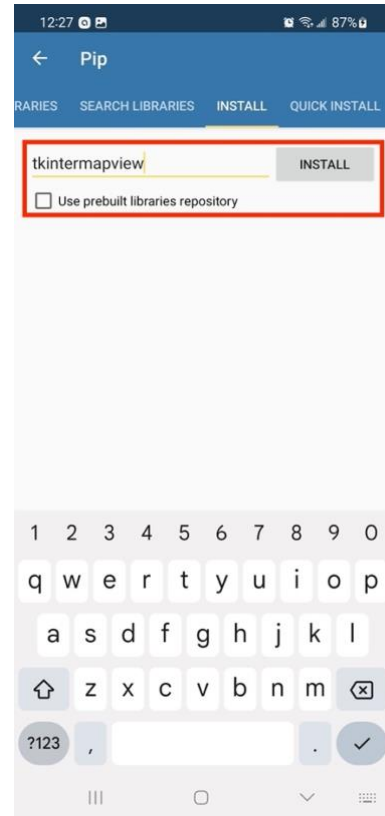 12:27 87%
Pip
RARIES SEARCH LIBRARIES INSTALL QUICK INSTALL
tkintermapview INSTALL
Use prebuilt libraries repository
1 2 3 4 5 6 7 8 9 0
q w e r t y u i o p
a s d f g h j k l
z x c v b n m
?123 , .